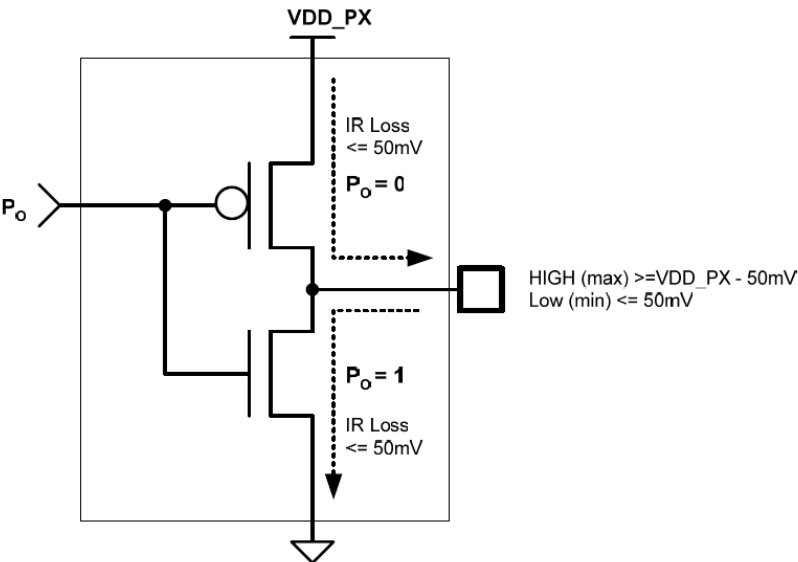 VDD_PX
IR Loss
<= 50mV
Po = 0
Po
HIGH (max) >=VDD_PX - 50mV
Low (min) <= 50mV
Po = 1
IR Loss
<= 50mV